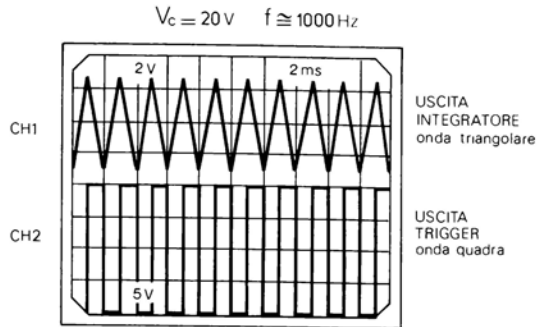 Vc = 20 V f ≅ 1000 Hz
2 V 2 ms
CH1
USCITA
INTEGRATORE
onda triangolare
CH2
USCITA
TRIGGER
onda quadra
5 V